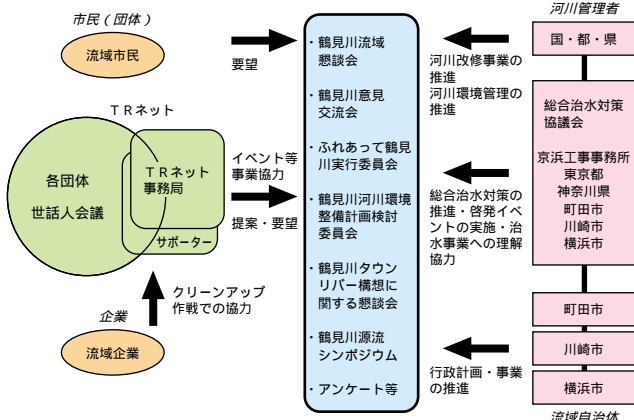 市民（団体）
流域市民
要望
ＴＲネット
各団体
世話人会議
ＴＲネット
事務局
サポーター
イベント等
事業協力
提案・要望
クリーンアップ
作戦での協力
企業
流域企業
・鶴見川流域
懇談会
・鶴見川意見
交流会
・ふれあって鶴見
川実行委員会
・鶴見川河川環境
整備計画検討
委員会
・鶴見川タウン
リバー構想に
関する懇談会
・鶴見川源流
シンポジウム
・アンケート等
河川改修事業の
推進
河川環境管理の
推進
総合治水対策の
推進・啓発イベ
ントの実施・治
水事業への理解
協力
行政計画・事業
の推進
河川管理者
国・都・県
総合治水対策
協議会
京浜工事事務所
東京都
神奈川県
町田市
川崎市
横浜市
町田市
川崎市
横浜市
流域自治体